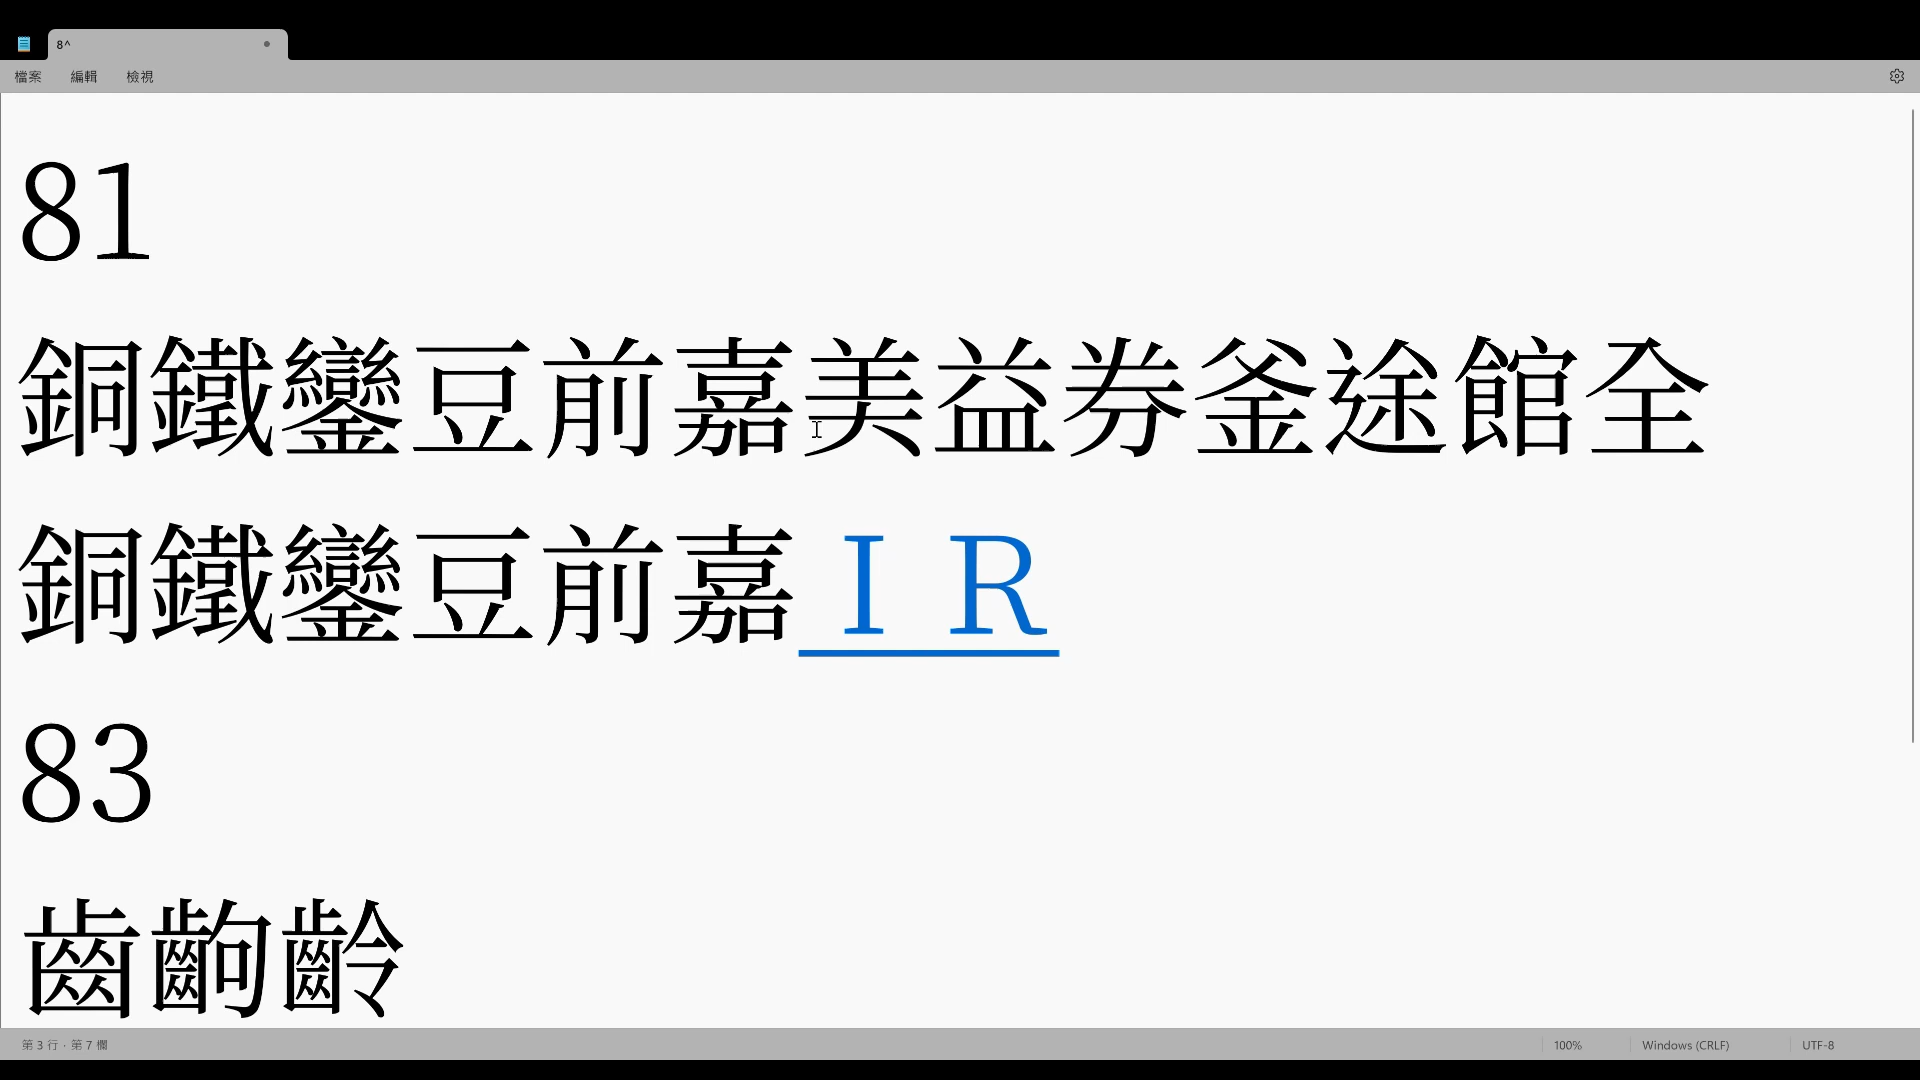 8^
檔案 編輯 檢視
81
銅鐵鑾豆前嘉美益券釜途館全
銅鐵鑾豆前嘉ＩＲ
83
齒齣齡
第 3 行，第 7 欄 100% Windows (CRLF) UTF-8